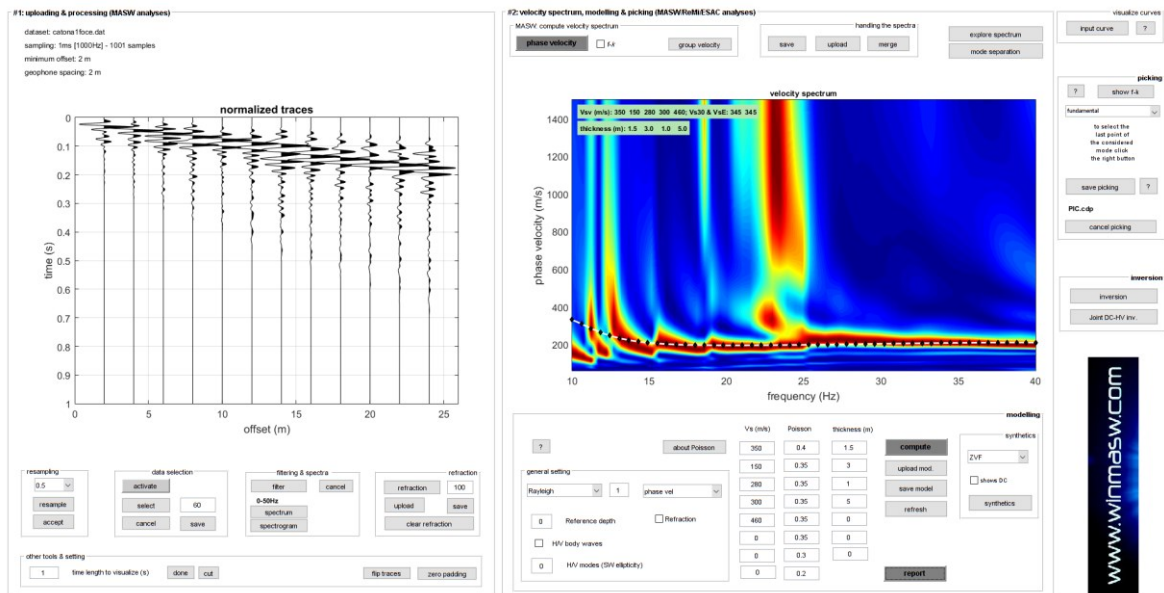 #1: uploading & processing (MASW analyses)
dataset: catona1foce.dat
sampling: 1ms [1000Hz] - 1001 samples
minimum offset: 2 m
geophone spacing: 2 m
normalized traces
0
0.1
0.2
0.3
0.4
0.5
0.6
0.7
0.8
0.9
1
time (s)
0 5 10 15 20 25
offset (m)
resampling
0.5
resample
accept
data selection
activate
select 60
cancel save
filtering & spectra
filter cancel
0-50Hz
spectrum
spectrogram
refraction
refraction 100
upload save
clear refraction
other tools & setting
1 time length to visualize (s) done cut flip traces zero padding
#2: velocity spectrum, modelling & picking (MASW/ReMi/ESAC analyses)
MASW: compute velocity spectrum
phase velocity f-k group velocity
handling the spectra
save upload merge
explore spectrum
mode separation
velocity spectrum
Vsv (m/s): 350 150 280 300 460; Vs30 & VsE: 345 345
thickness (m): 1.5 3.0 1.0 5.0
1400
1200
1000
800
600
400
200
phase velocity (m/s)
10 15 20 25 30 35 40
frequency (Hz)
modelling
? about Poisson
general setting
Rayleigh 1 phase vel
0 Reference depth Refraction
H/V body waves
0 H/V modes (SW ellipticity)
Vs (m/s) Poisson thickness (m)
350 0.4 1.5
150 0.35 3
280 0.35 1
300 0.35 5
460 0.35 0
0 0.35 0
0 0.3 0
0 0.2
compute
upload mod.
save model
refresh
report
synthetics
ZVF
show DC
synthetics
visualize curves
input curve ?
picking
? show f-k
fundamental
to select the
last point of
the considered
mode click
the right button
save picking ?
PIC.cdp
cancel picking
inversion
inversion
Joint DC-HV inv.
www.winmasw.com